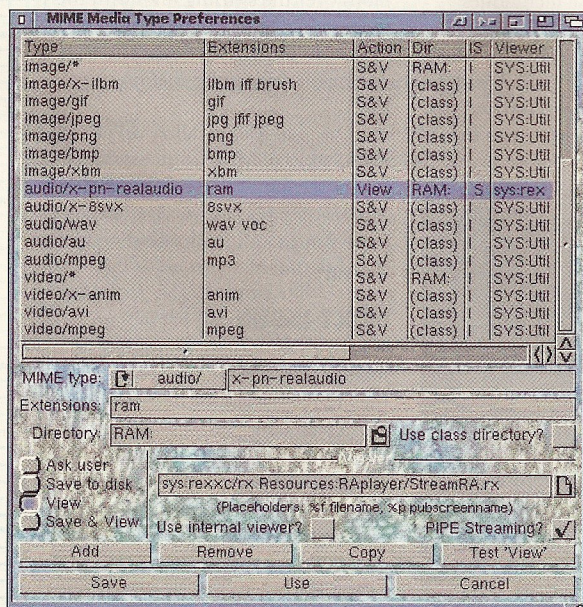 MIME Media Type Preferences
Type Extensions Action Dir IS Viewer
image/* S&V RAM: I SYS:Util
image/x-ilbm ilbm iff brush S&V (class) I SYS:Util
image/gif gif S&V (class) I SYS:Util
image/jpeg jpg jfif jpeg S&V (class) I SYS:Util
image/png png S&V (class) I SYS:Util
image/bmp bmp S&V (class) I SYS:Util
image/xbm xbm S&V (class) I SYS:Util
audio/x-pn-realaudio ram View RAM: S sys:rex
audio/x-8svx 8svx S&V (class) I SYS:Util
audio/wav wav voc S&V (class) I SYS:Util
audio/au au S&V (class) I SYS:Util
audio/mpeg mp3 S&V (class) I SYS:Util
video/* S&V RAM: SYS:Util
video/x-anim anim S&V (class) I SYS:Util
video/avi avi S&V (class) I SYS:Util
video/mpeg mpeg S&V (class) I SYS:Util
MIME type: audio/ x-pn-realaudio
Extensions: ram
Directory: RAM: Use class directory?
Ask user
Save to disk
View
Save & View
sys:rexxc/rx Resources:RAplayer/StreamRA.rx
(Placeholders: %f filename, %p pubscreenname)
Use internal viewer? PIPE Streaming?
Add Remove Copy Test 'View'
Save Use Cancel